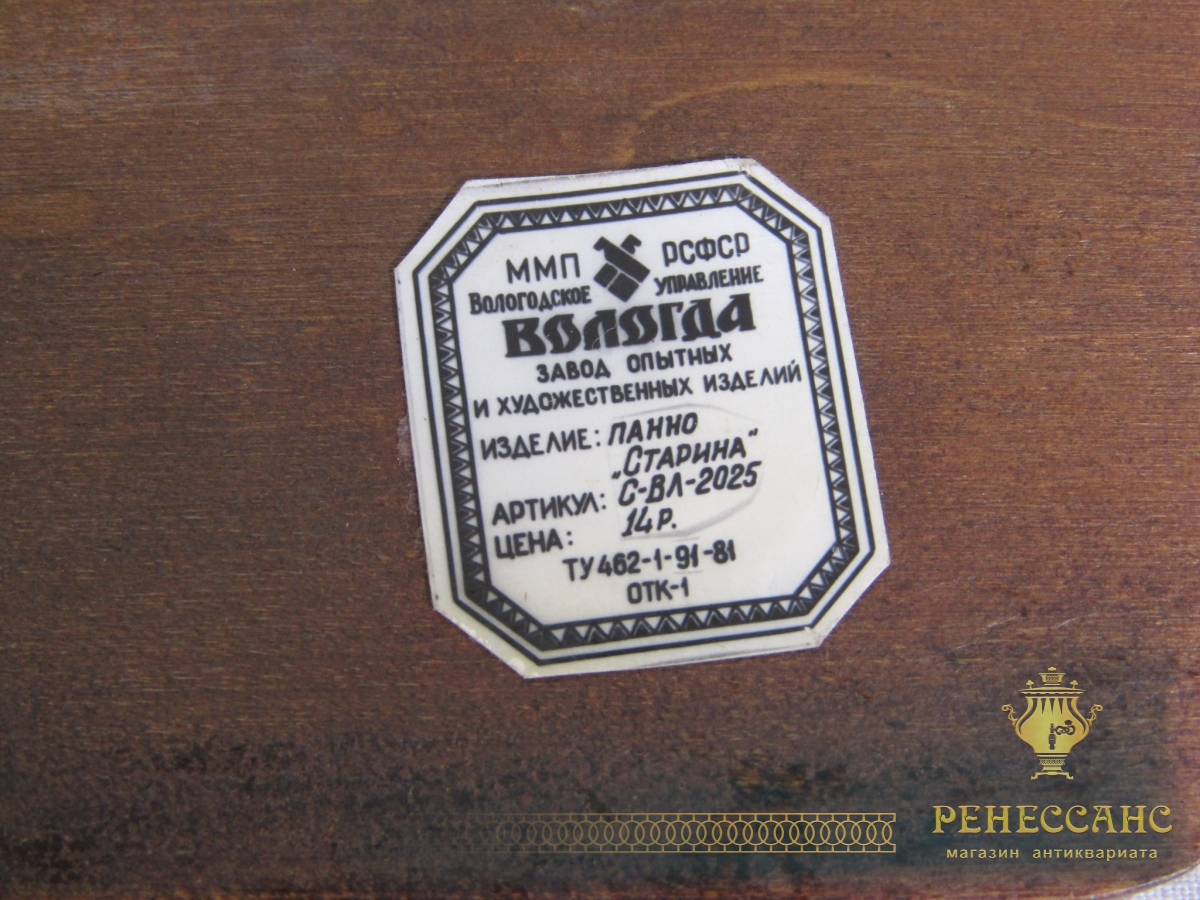 ММП РСФСР
Вологодское управление
ВОЛОГДА
ЗАВОД ОПЫТНЫХ
И ХУДОЖЕСТВЕННЫХ ИЗДЕЛИЙ
ИЗДЕЛИЕ: ПАННО
„СТАРИНА“
АРТИКУЛ: С-ВЛ-2025
ЦЕНА: 14 Р.
ТУ 462-1-91-81
ОТК-1
РЕНЕССАНС
магазин антиквариата